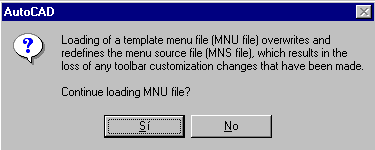 AutoCAD
Loading of a template menu file (MNU file) overwrites and
redefines the menu source file (MNS file), which results in the
loss of any toolbar customization changes that have been made.
Continue loading MNU file?
Sí
No